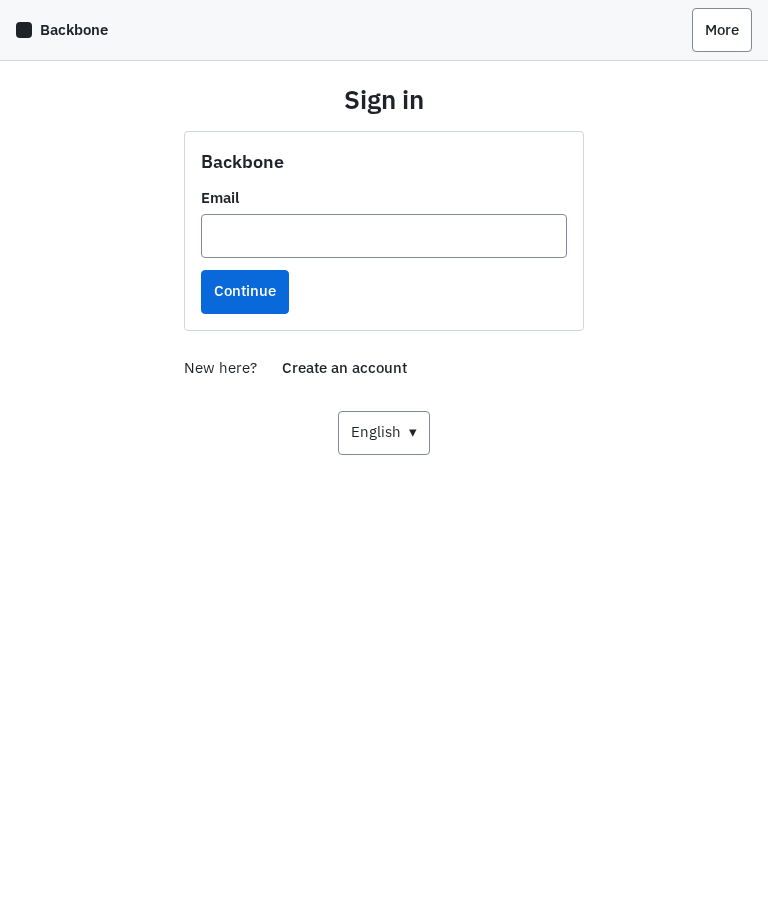 Backbone
More
Sign in
Backbone
Email
Continue
New here? Create an account
English ▾